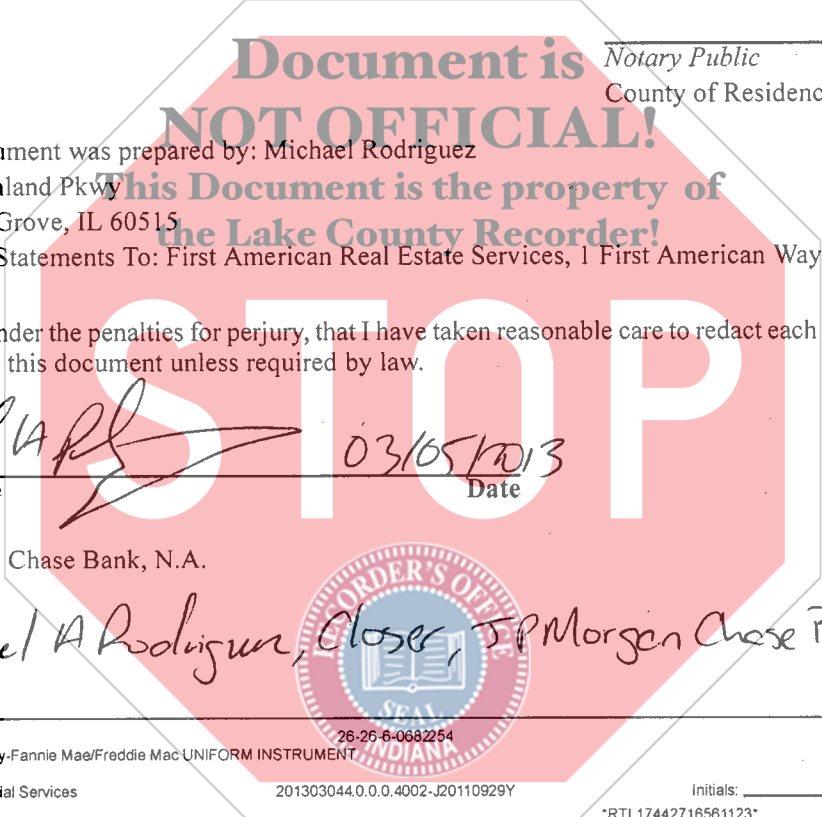 Document is
Notary Public
County of Residenc
NOT OFFICIAL!
ument was prepared by: Michael Rodriguez
land Pkwy
This Document is the property of
Grove, IL 60515
the Lake County Recorder!
Statements To: First American Real Estate Services, 1 First American Way
STOP
nder the penalties for perjury, that I have taken reasonable care to redact each
this document unless required by law.
03/05/2013
Date
Chase Bank, N.A.
RECORDER'S OFFICE
el A Rodriguez, Closer, JPMorgan Chase B
SEAL
INDIANA
26-26-6-0682254
y-Fannie Mae/Freddie Mac UNIFORM INSTRUMENT
ial Services
201303044.0.0.0.4002-J20110929Y
Initials:
*RTL17442716561123*